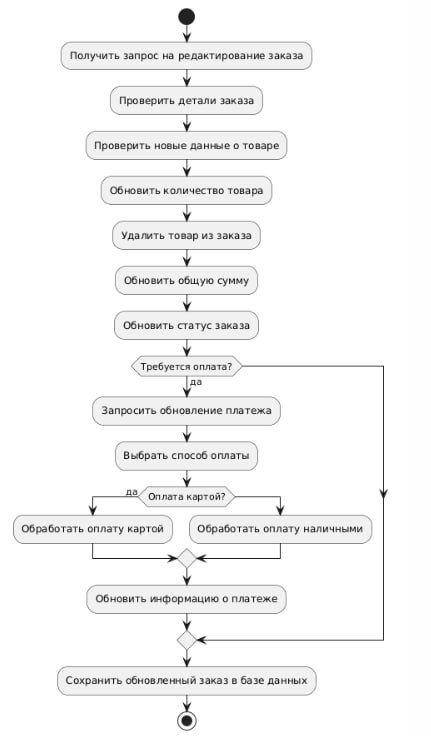 Получить запрос на редактирование заказа
Проверить детали заказа
Проверить новые данные о товаре
Обновить количество товара
Удалить товар из заказа
Обновить общую сумму
Обновить статус заказа
Требуется оплата?
да
Запросить обновление платежа
Выбрать способ оплаты
да
Оплата картой?
Обработать оплату картой
Обработать оплату наличными
Обновить информацию о платеже
Сохранить обновленный заказ в базе данных